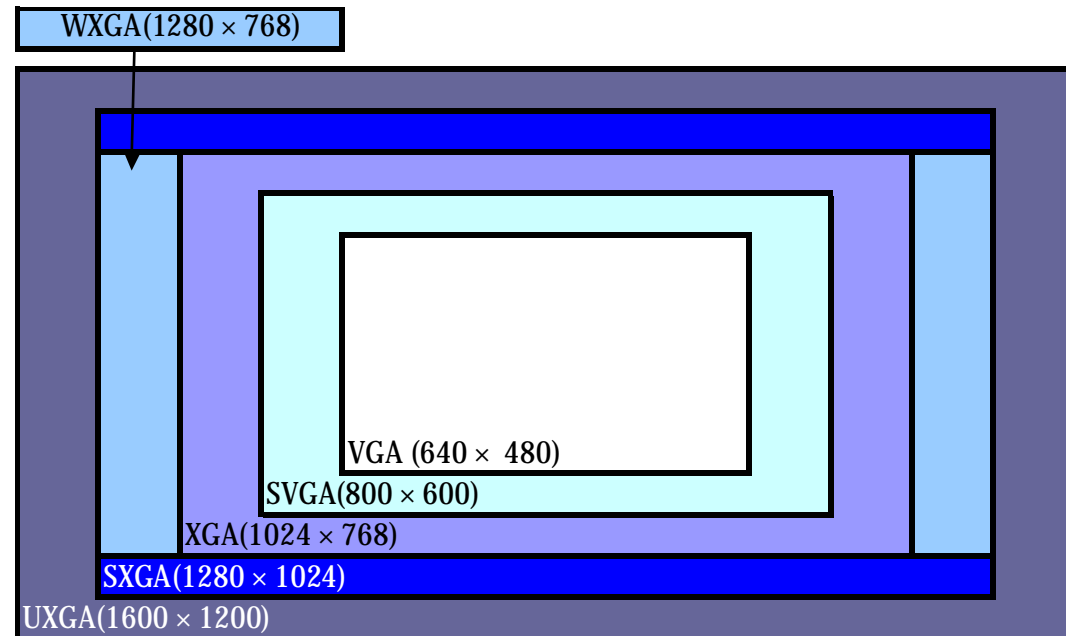 WXGA(1280 × 768)
VGA (640 × 480)
SVGA(800 × 600)
XGA(1024 × 768)
SXGA(1280 × 1024)
UXGA(1600 × 1200)